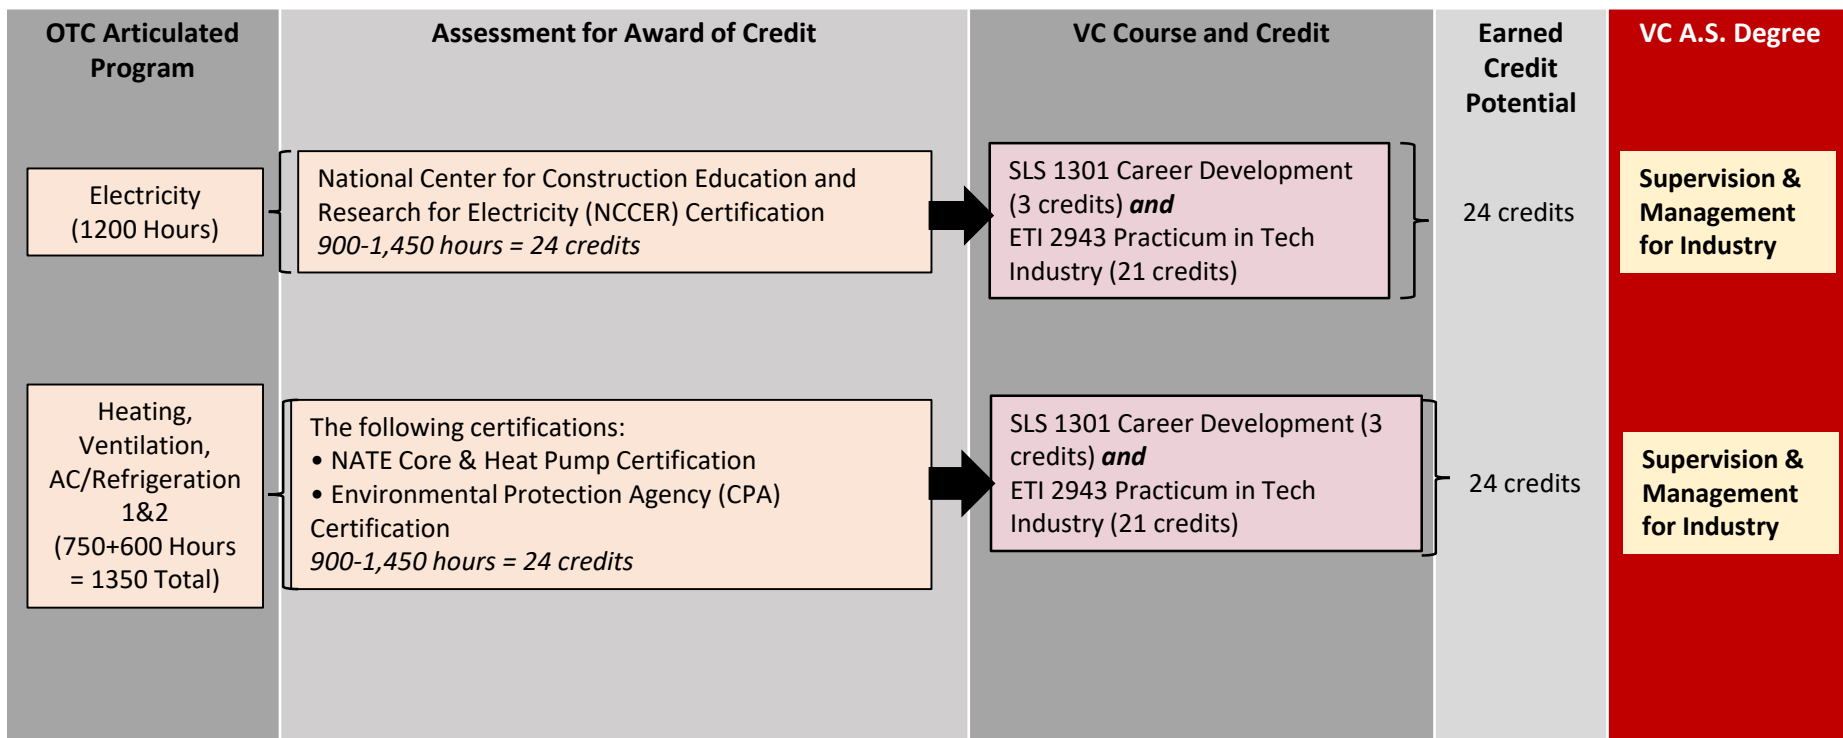 OTC Articulated
Program
Assessment for Award of Credit
VC Course and Credit
Earned
Credit
Potential
VC A.S. Degree
Electricity
(1200 Hours)
National Center for Construction Education and
Research for Electricity (NCCER) Certification
900-1,450 hours = 24 credits
SLS 1301 Career Development
(3 credits) and
ETI 2943 Practicum in Tech
Industry (21 credits)
24 credits
Supervision &
Management
for Industry
Heating,
Ventilation,
AC/Refrigeration
1&2
(750+600 Hours
= 1350 Total)
The following certifications:
• NATE Core & Heat Pump Certification
• Environmental Protection Agency (CPA)
Certification
900-1,450 hours = 24 credits
SLS 1301 Career Development (3
credits) and
ETI 2943 Practicum in Tech
Industry (21 credits)
24 credits
Supervision &
Management
for Industry